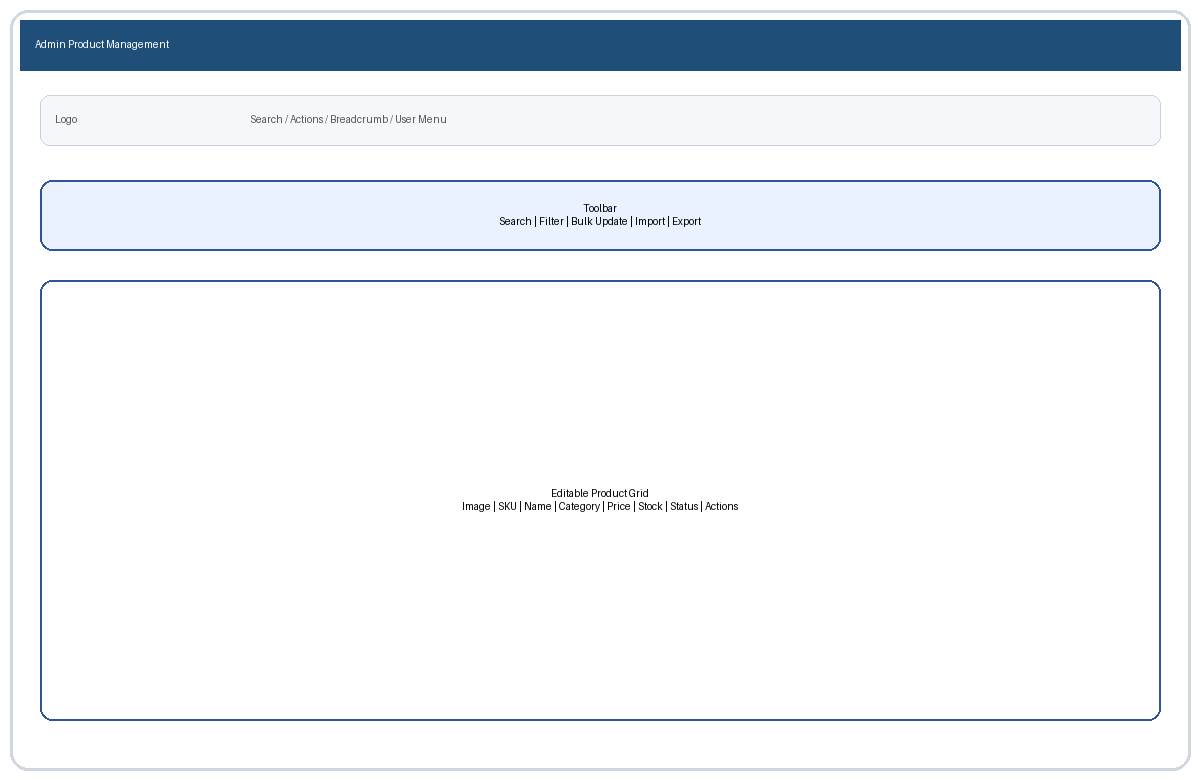 Admin Product Management
Logo
Search / Actions / Breadcrumb / User Menu
Toolbar
Search | Filter | Bulk Update | Import | Export
Editable Product Grid
Image | SKU | Name | Category | Price | Stock | Status | Actions